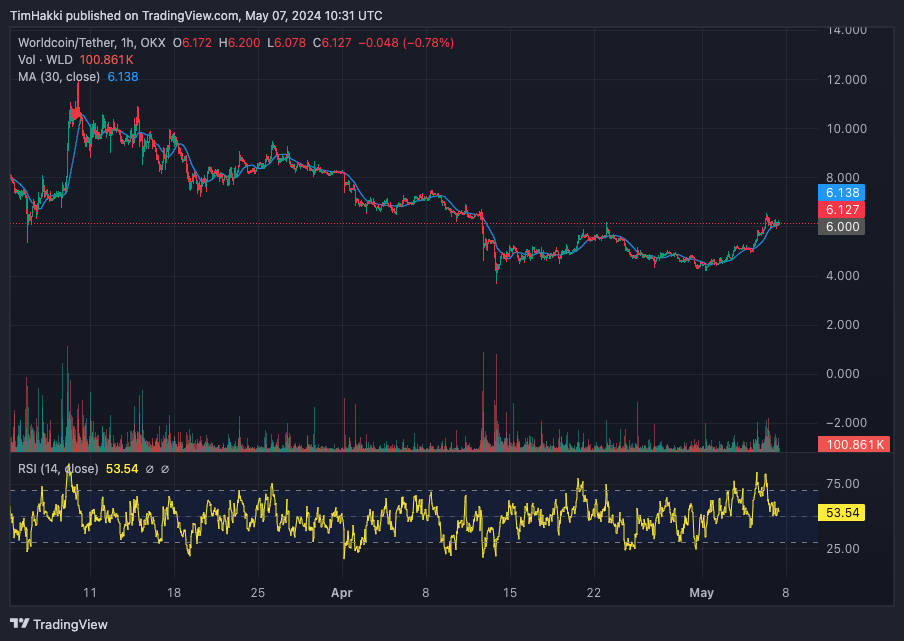 TimHakki published on TradingView.com, May 07, 2024 10:31 UTC
Worldcoin/Tether, 1h, OKX O6.172 H6.200 L6.078 C6.127 −0.048 (−0.78%)
Vol · WLD 100.861K
MA (30, close) 6.138
14.000
12.000
10.000
8.000
6.138
6.127
6.000
4.000
2.000
0.000
−2.000
100.861K
RSI (14, close) 53.54 ∅ ∅
75.00
53.54
25.00
11 18 25 Apr 8 15 22 May 8
TradingView